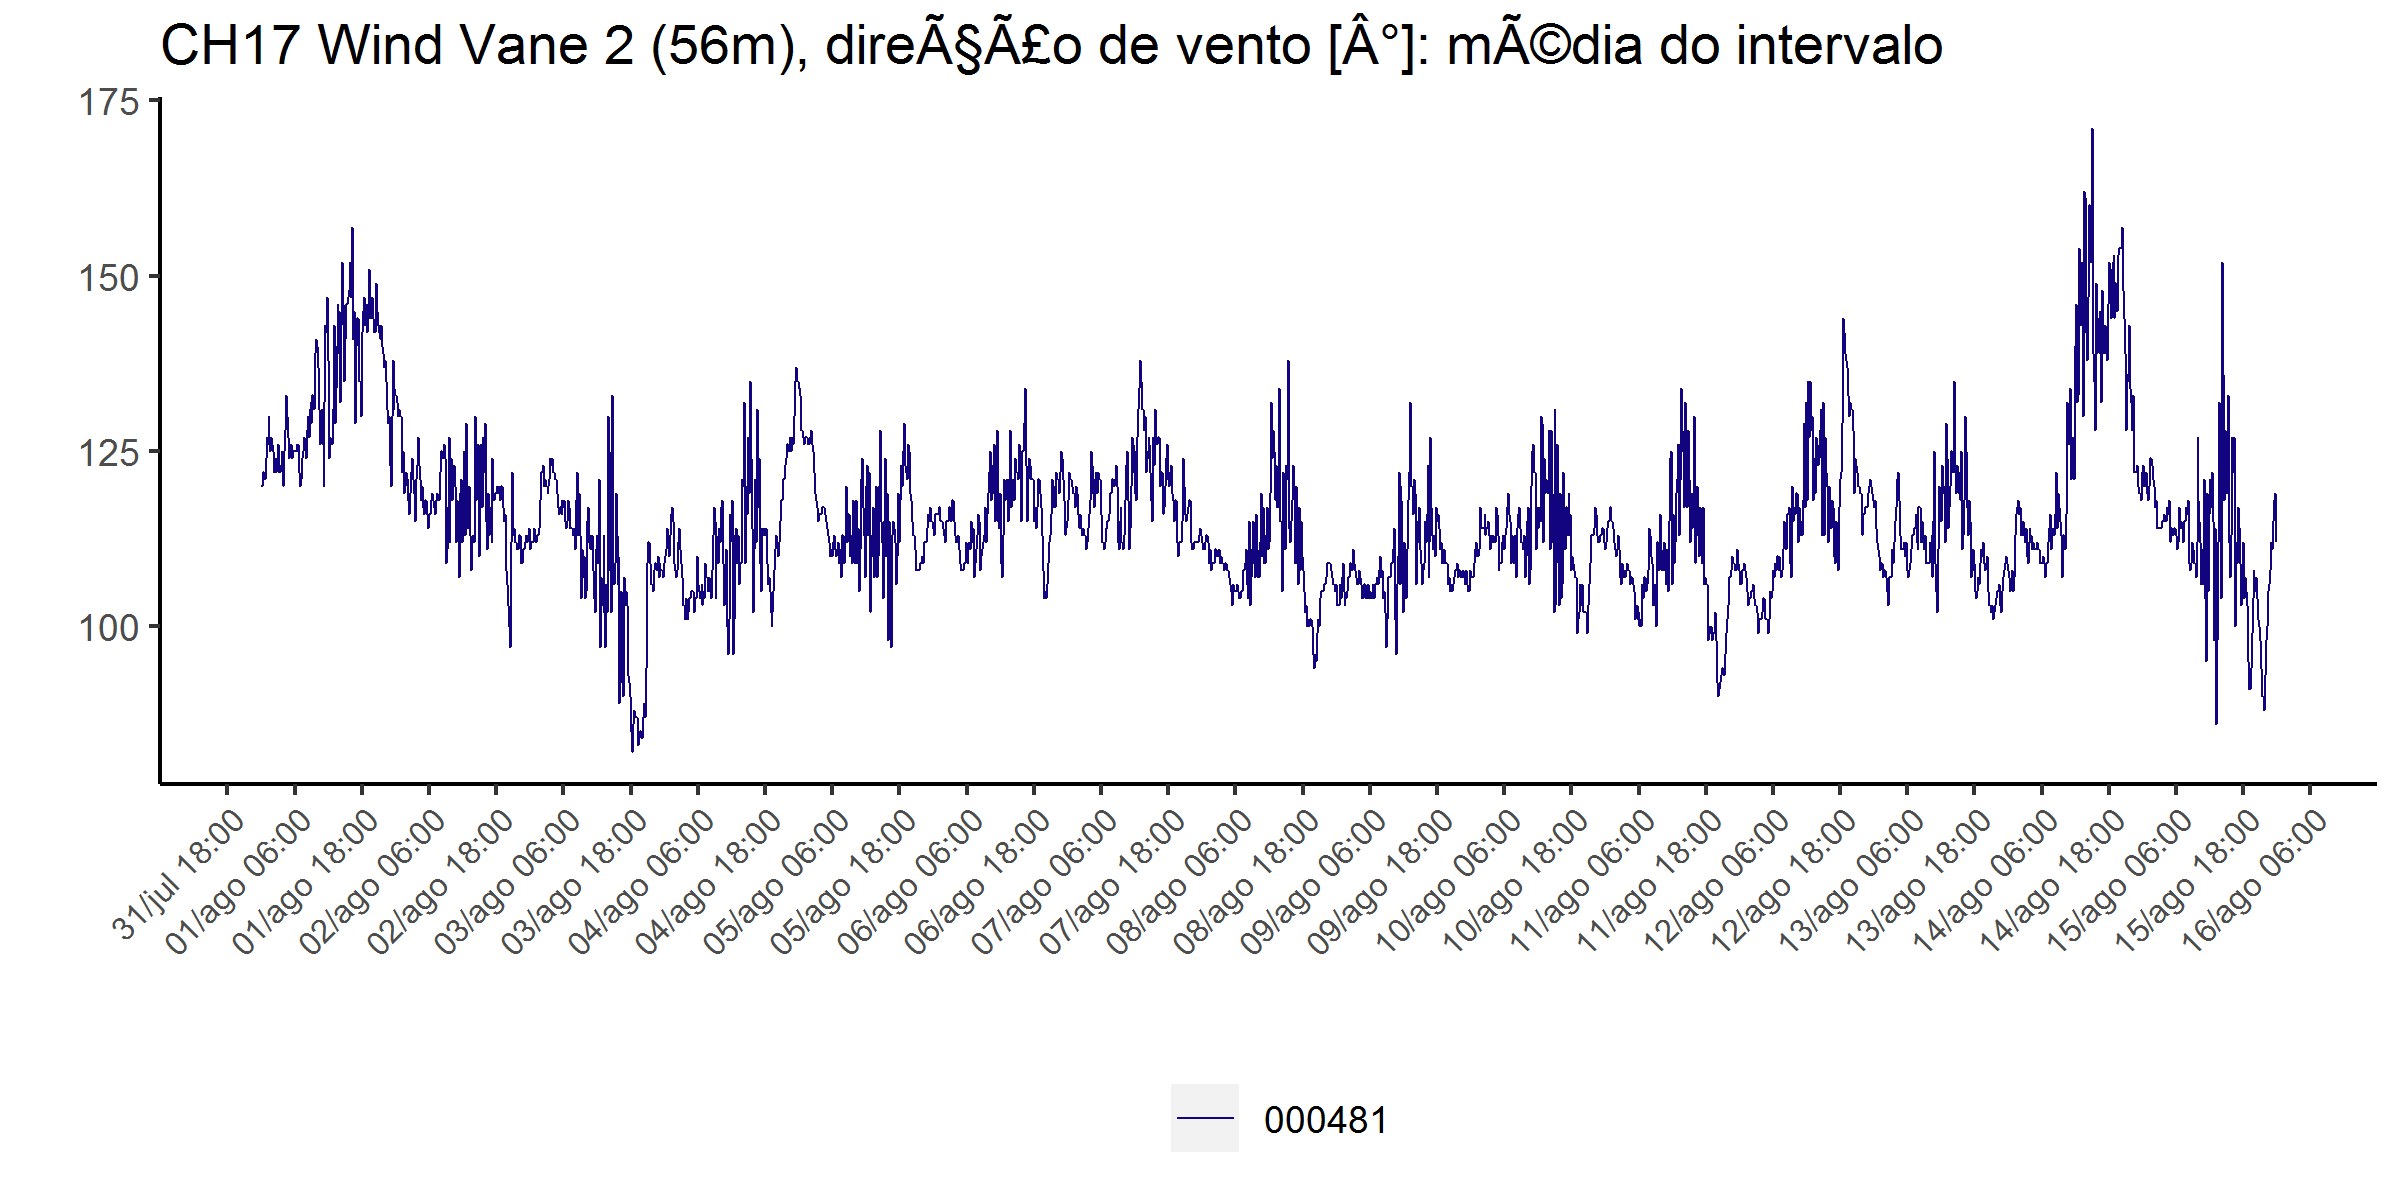 CH17 Wind Vane 2 (56m), direÃ§Ã£o de vento [Â°]: mÃ©dia do intervalo
175
150
125
100
31/jul 18:00
01/ago 06:00
01/ago 18:00
02/ago 06:00
02/ago 18:00
03/ago 06:00
03/ago 18:00
04/ago 06:00
04/ago 18:00
05/ago 06:00
05/ago 18:00
06/ago 06:00
06/ago 18:00
07/ago 06:00
07/ago 18:00
08/ago 06:00
08/ago 18:00
09/ago 06:00
09/ago 18:00
10/ago 06:00
10/ago 18:00
11/ago 06:00
11/ago 18:00
12/ago 06:00
12/ago 18:00
13/ago 06:00
13/ago 18:00
14/ago 06:00
14/ago 18:00
15/ago 06:00
15/ago 18:00
16/ago 06:00
000481